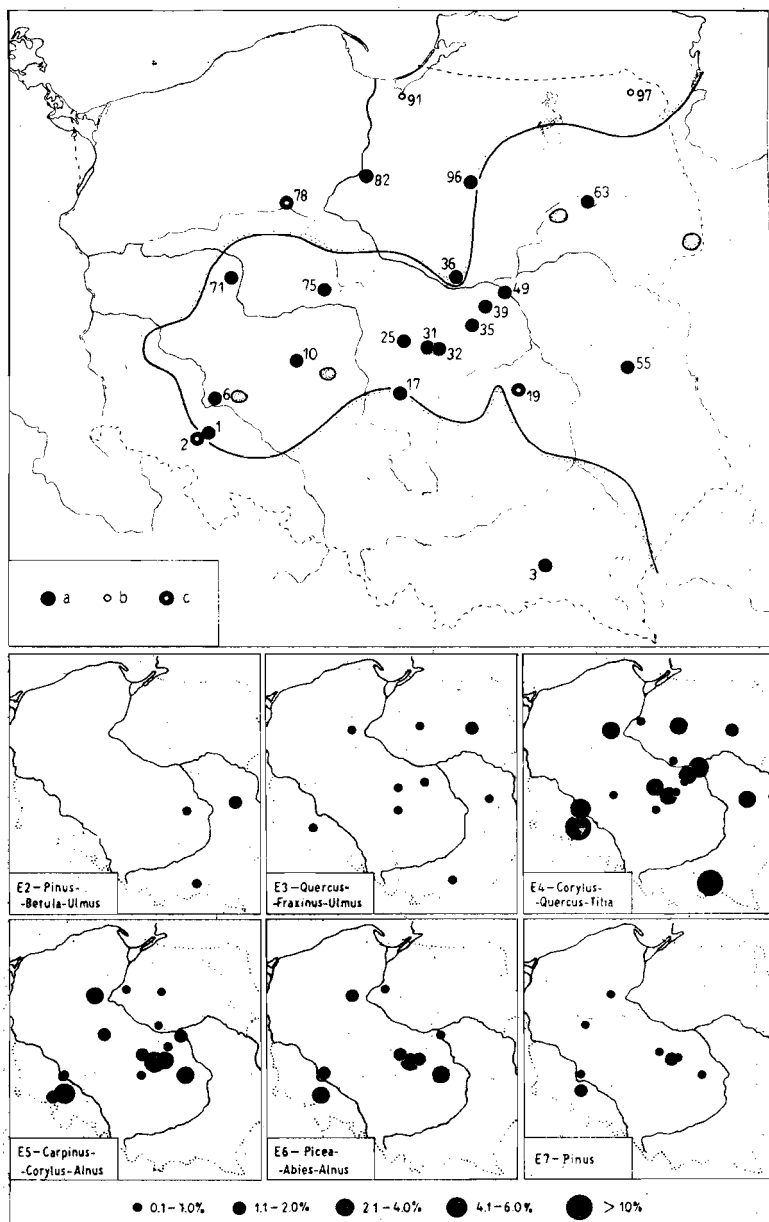 91
97
82
96
63
78
36
71
75
49
39
25
31
35
32
10
55
6
17
19
2
1
3
a b c
E2-Pinus-
-Betula-Ulmus
E3-Quercus-
-Fraxinus-Ulmus
E4-Corylus-
-Quercus-Tilia
E5-Carpinus-
-Corylus-Alnus
E6-Picea-
-Abies-Alnus
E7-Pinus
0.1-1.0% 1.1-2.0% 2.1-4.0% 4.1-6.0% >10%